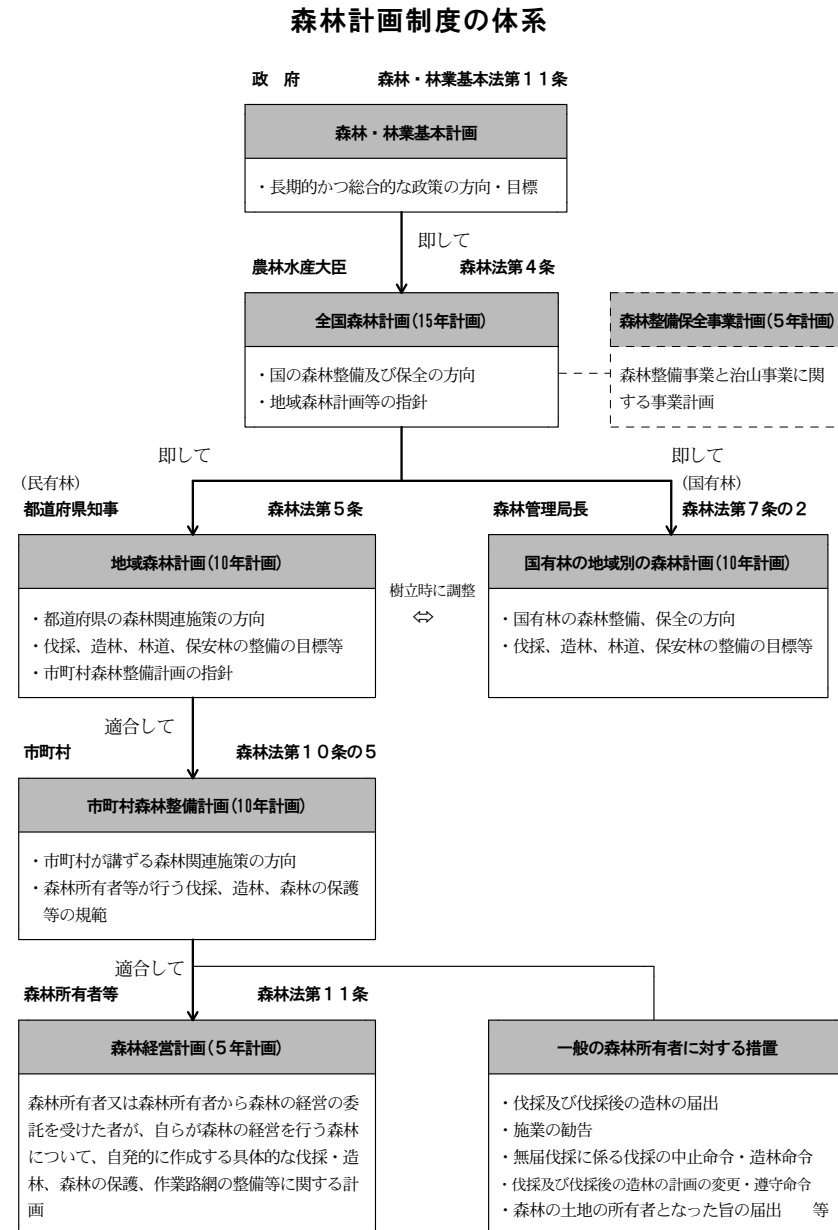 森林計画制度の体系
政 府 森林・林業基本法第11条
森林・林業基本計画
・長期的かつ総合的な政策の方向・目標
即して
農林水産大臣 森林法第4条
全国森林計画(15年計画)
・国の森林整備及び保全の方向
・地域森林計画等の指針
森林整備保全事業計画(5年計画)
森林整備事業と治山事業に関
する事業計画
即して
(民有林)
都道府県知事 森林法第5条
地域森林計画(10年計画)
・都道府県の森林関連施策の方向
・伐採、造林、林道、保安林の整備の目標等
・市町村森林整備計画の指針
樹立時に調整
⇔
即して
(国有林)
森林管理局長 森林法第7条の2
国有林の地域別の森林計画(10年計画)
・国有林の森林整備、保全の方向
・伐採、造林、林道、保安林の整備の目標等
適合して
市町村 森林法第10条の5
市町村森林整備計画(10年計画)
・市町村が講ずる森林関連施策の方向
・森林所有者等が行う伐採、造林、森林の保護
等の規範
適合して
森林所有者等 森林法第11条
森林経営計画(5年計画)
森林所有者又は森林所有者から森林の経営の委
託を受けた者が、自らが森林の経営を行う森林
について、自発的に作成する具体的な伐採・造
林、森林の保護、作業路網の整備等に関する計
画
一般の森林所有者に対する措置
・伐採及び伐採後の造林の届出
・施業の勧告
・無届伐採に係る伐採の中止命令・造林命令
・伐採及び伐採後の造林の計画の変更・遵守命令
・森林の土地の所有者となった旨の届出 等